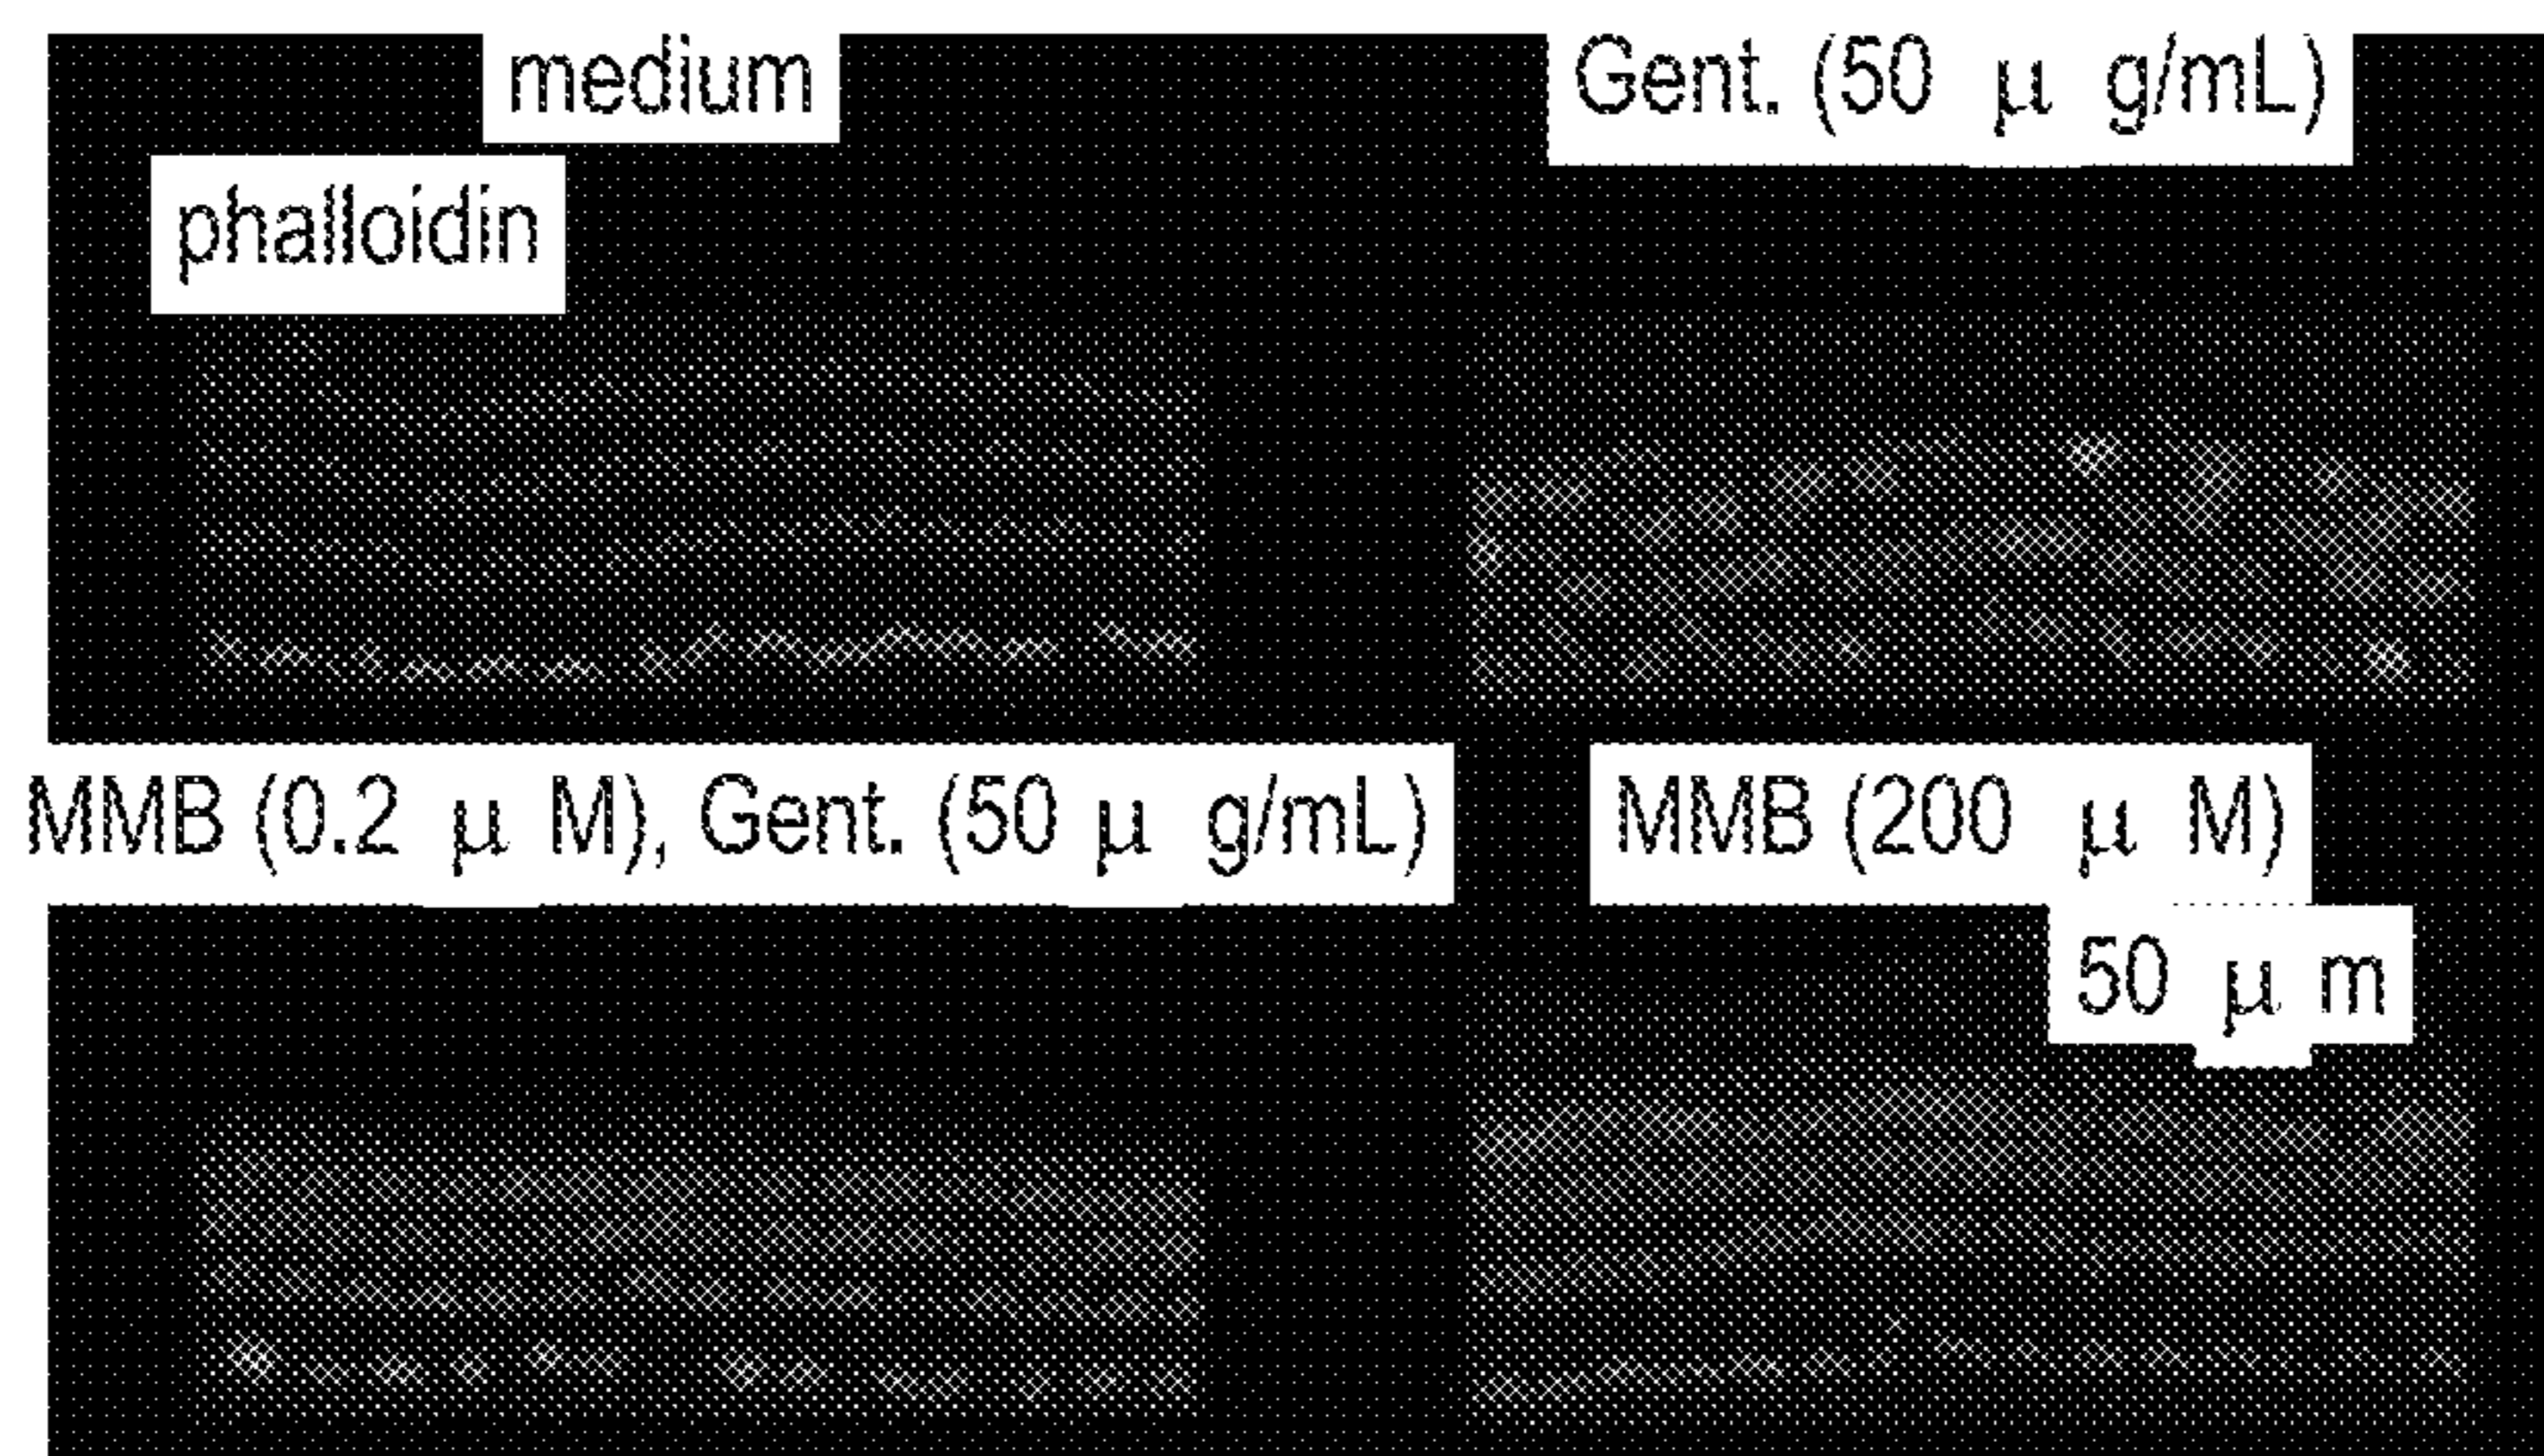 medium
Gent. (50 μ g/mL)
phalloidin
MMB (0.2 μ M), Gent. (50 μ g/mL)
MMB (200 μ M)
50 μ m